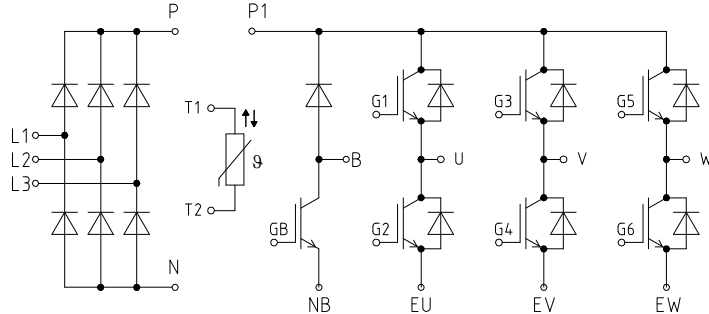 P P1
T1 G1 G3 G5
L1
L2 ϑ B U V W
L3
T2 GB G2 G4 G6
N
NB EU EV EW